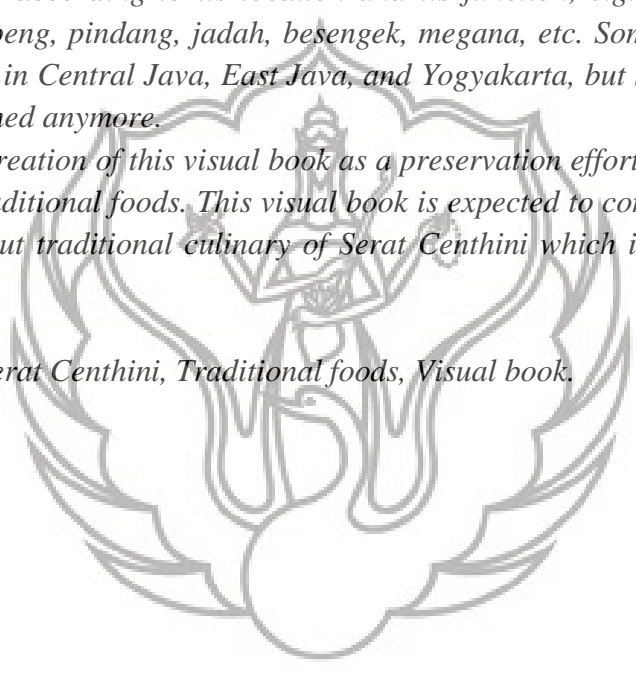 peng, pindang, jadah, besengek, megana, etc. Son
in Central Java, East Java, and Yogyakarta, but
ned anymore.
reation of this visual book as a preservation effort
ditional foods. This visual book is expected to con
ut traditional culinary of Serat Centhini which i
erat Centhini, Traditional foods, Visual book.